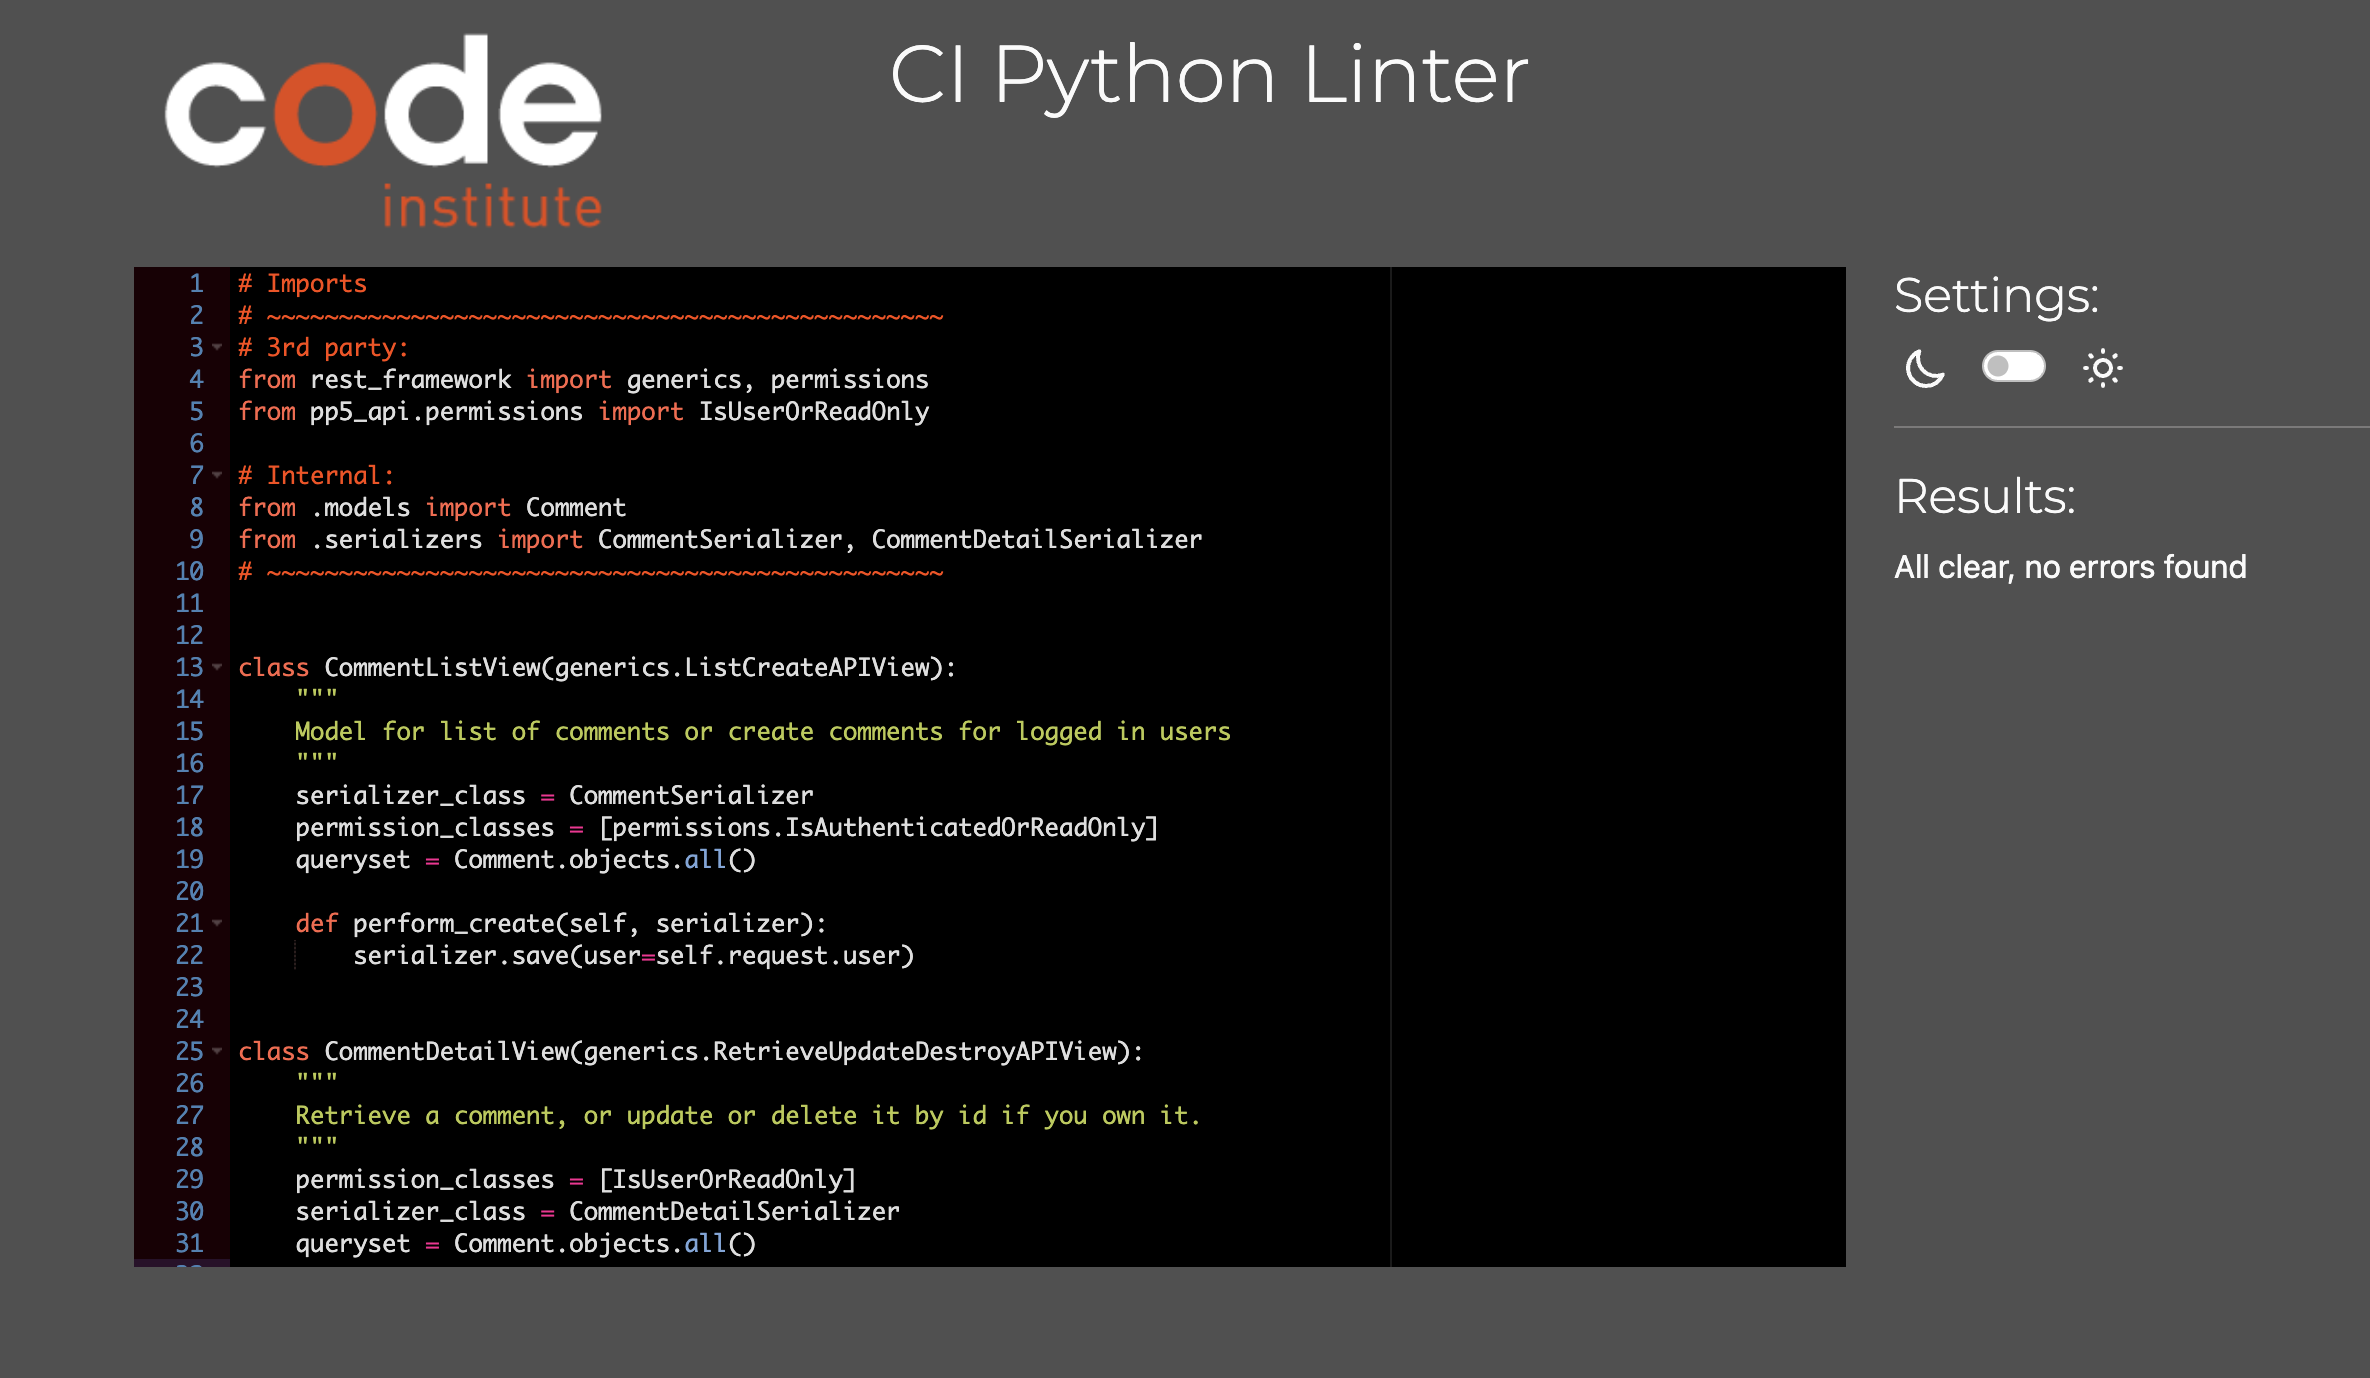 code
institute
CI Python Linter
1 # Imports
2 # ~~~~~~~~~~~~~~~~~~~~~~~~~~~~~~~~~~~~~~~~~~~~~~~
3 # 3rd party:
4 from rest_framework import generics, permissions
5 from pp5_api.permissions import IsUserOrReadOnly
6
7 # Internal:
8 from .models import Comment
9 from .serializers import CommentSerializer, CommentDetailSerializer
10 # ~~~~~~~~~~~~~~~~~~~~~~~~~~~~~~~~~~~~~~~~~~~~~~~
11
12
13 class CommentListView(generics.ListCreateAPIView):
14     """
15     Model for list of comments or create comments for logged in users
16     """
17     serializer_class = CommentSerializer
18     permission_classes = [permissions.IsAuthenticatedOrReadOnly]
19     queryset = Comment.objects.all()
20
21     def perform_create(self, serializer):
22         serializer.save(user=self.request.user)
23
24
25 class CommentDetailView(generics.RetrieveUpdateDestroyAPIView):
26     """
27     Retrieve a comment, or update or delete it by id if you own it.
28     """
29     permission_classes = [IsUserOrReadOnly]
30     serializer_class = CommentDetailSerializer
31     queryset = Comment.objects.all()
Settings:
Results:
All clear, no errors found